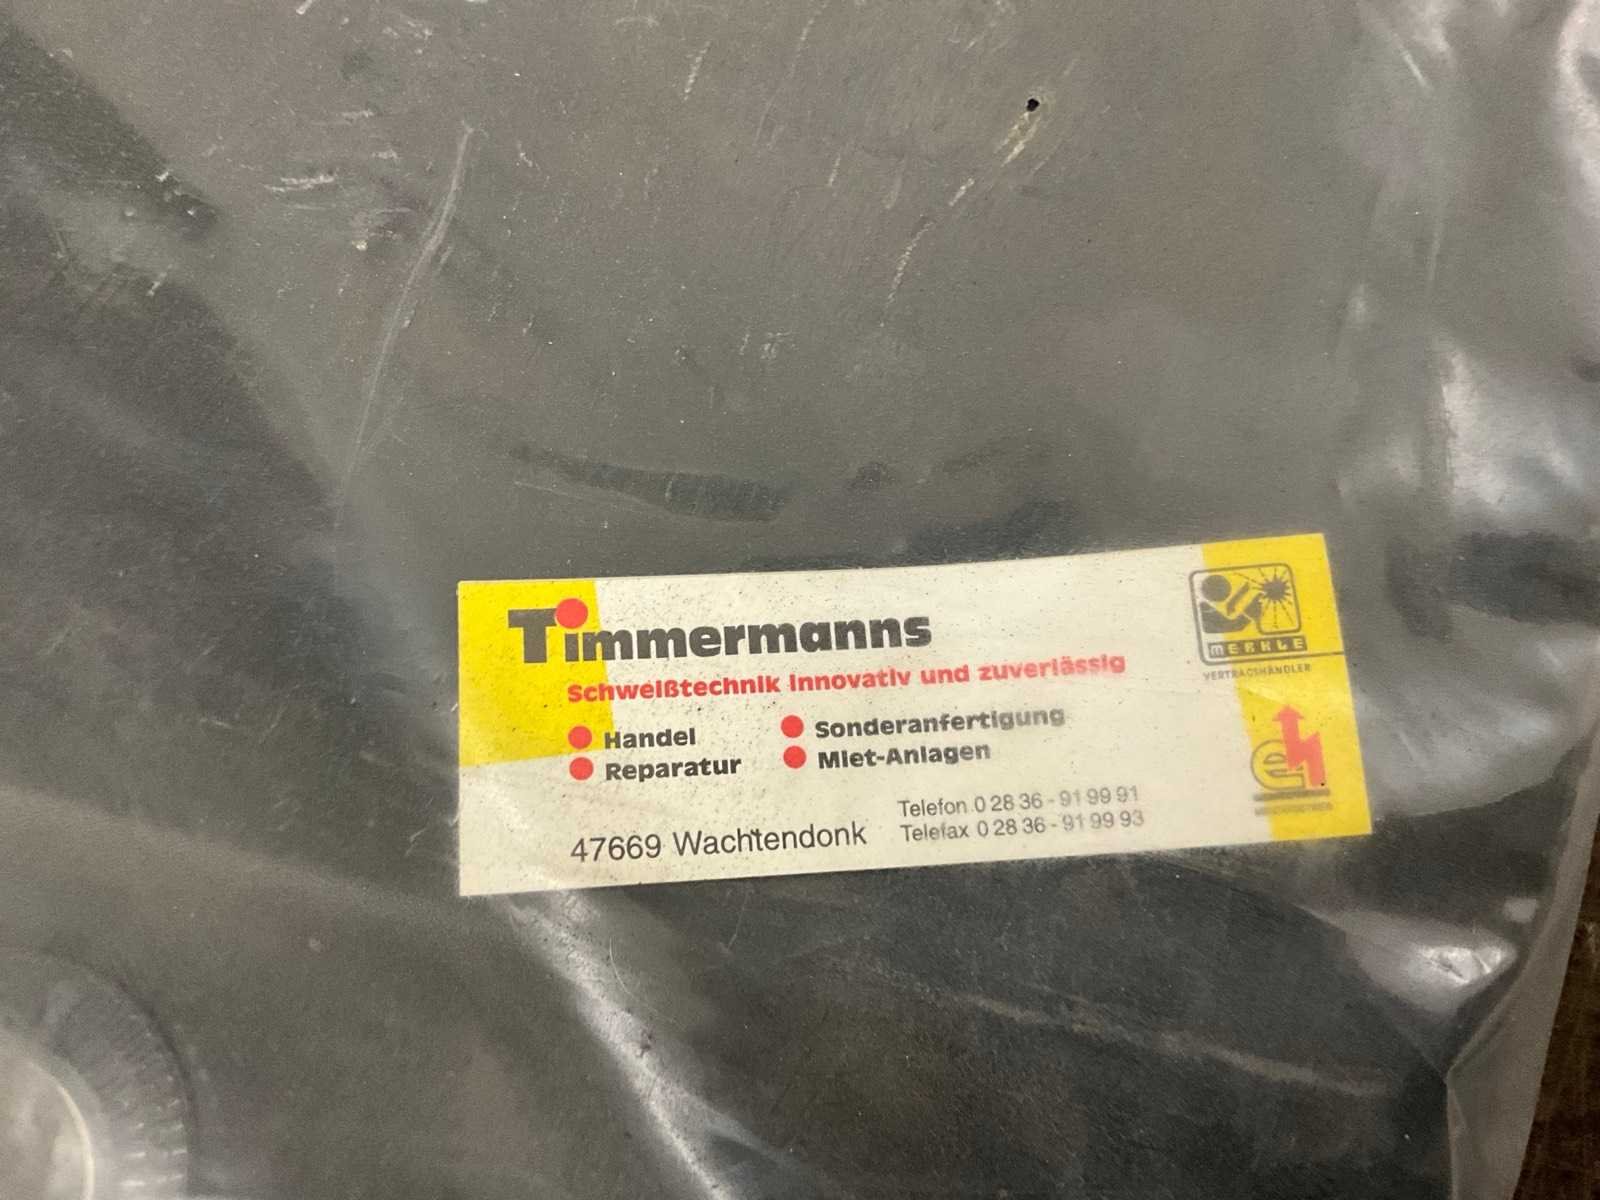 Timmermanns
Schweißtechnik innovativ und zuverlässig
Handel
Reparatur
Sonderanfertigung
Miet-Anlagen
47669 Wachtendonk
Telefon 0 28 36 - 91 99 91
Telefax 0 28 36 - 91 99 93
MERKLE
VERTRAGSHÄNDLER
e